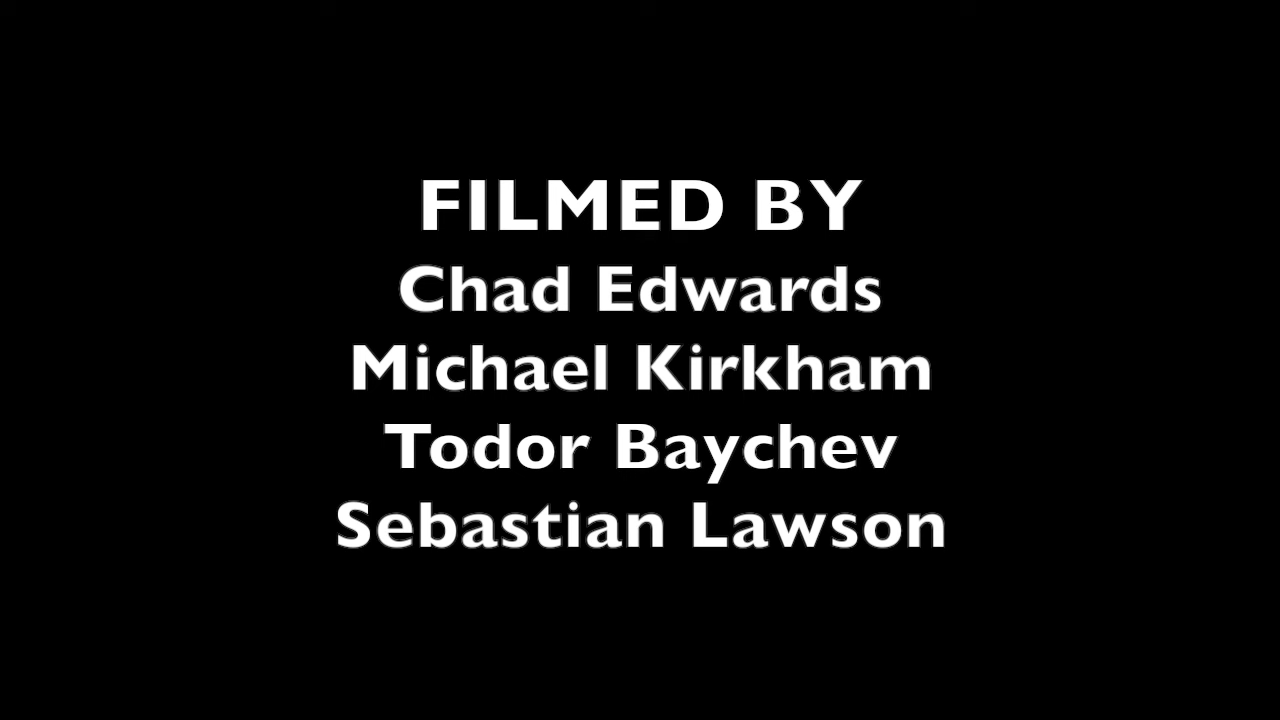 FILMED BY
Chad Edwards
Michael Kirkham
Todor Baychev
Sebastian Lawson